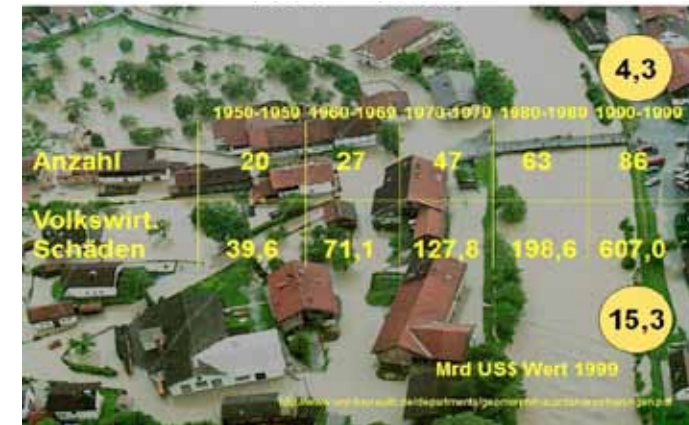 4,3
1950-1959 1960-1969 1970-1979 1980-1989 1990-1999
Anzahl 20 27 47 63 86
Volkswirt.
Schäden 39,6 71,1 127,8 198,6 607,0
15,3
Mrd US$ Wert 1999